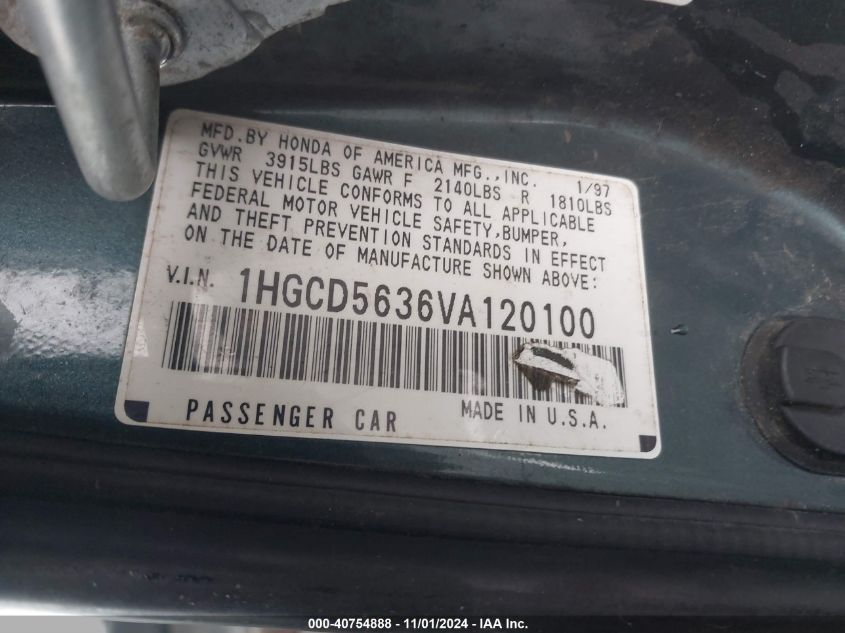 MFD.BY HONDA OF AMERICA MFG.,INC. 1/97
GVWR 3915LBS GAWR F 2140LBS R 1810LBS
THIS VEHICLE CONFORMS TO ALL APPLICABLE
FEDERAL MOTOR VEHICLE SAFETY,BUMPER,
AND THEFT PREVENTION STANDARDS IN EFFECT
ON THE DATE OF MANUFACTURE SHOWN ABOVE:
V.I.N. 1HGCD5636VA120100
PASSENGER CAR MADE IN U.S.A.
000-40754888 - 11/01/2024 - IAA Inc.